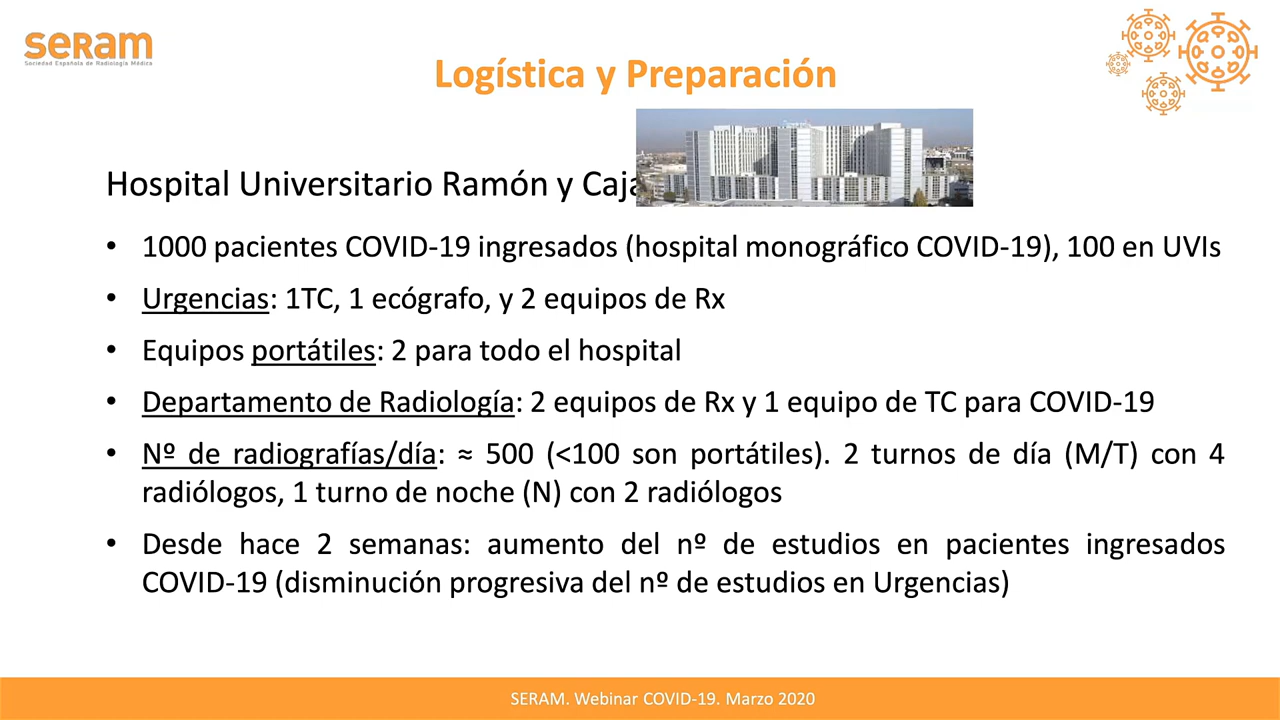 seRam
Sociedad Española de Radiología Médica
Logística y Preparación
Hospital Universitario Ramón y Caja
• 1000 pacientes COVID-19 ingresados (hospital monográfico COVID-19), 100 en UVIs
• Urgencias: 1TC, 1 ecógrafo, y 2 equipos de Rx
• Equipos portátiles: 2 para todo el hospital
• Departamento de Radiología: 2 equipos de Rx y 1 equipo de TC para COVID-19
• Nº de radiografías/día: ≈ 500 (<100 son portátiles). 2 turnos de día (M/T) con 4
radiólogos, 1 turno de noche (N) con 2 radiólogos
• Desde hace 2 semanas: aumento del nº de estudios en pacientes ingresados
COVID-19 (disminución progresiva del nº de estudios en Urgencias)
SERAM. Webinar COVID-19. Marzo 2020